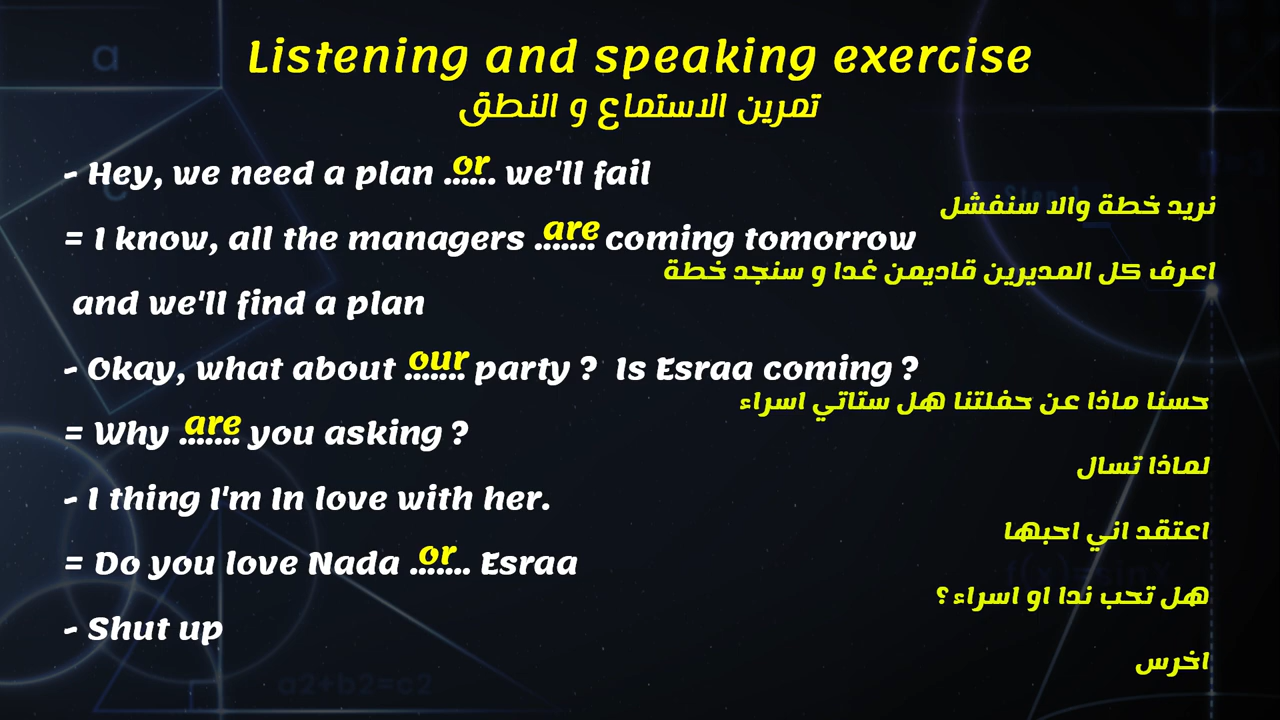 Listening and speaking exercise
تمرين الاستماع و النطق
- Hey, we need a plan ...or... we'll fail
نريد خطة والا سنفشل
= I know, all the managers ...are.... coming tomorrow
اعرف كل المديرين قاديمن غدا و سنجد خطة
and we'll find a plan
- Okay, what about ...our.... party ? Is Esraa coming ?
حسنا ماذا عن حفلتنا هل ستاتي اسراء
= Why ...are.... you asking ?
لماذا تسال
- I thing I'm In love with her.
اعتقد اني احبها
= Do you love Nada ...or.... Esraa
هل تحب ندا او اسراء ؟
- Shut up
اخرس
a
a2+b2=c2